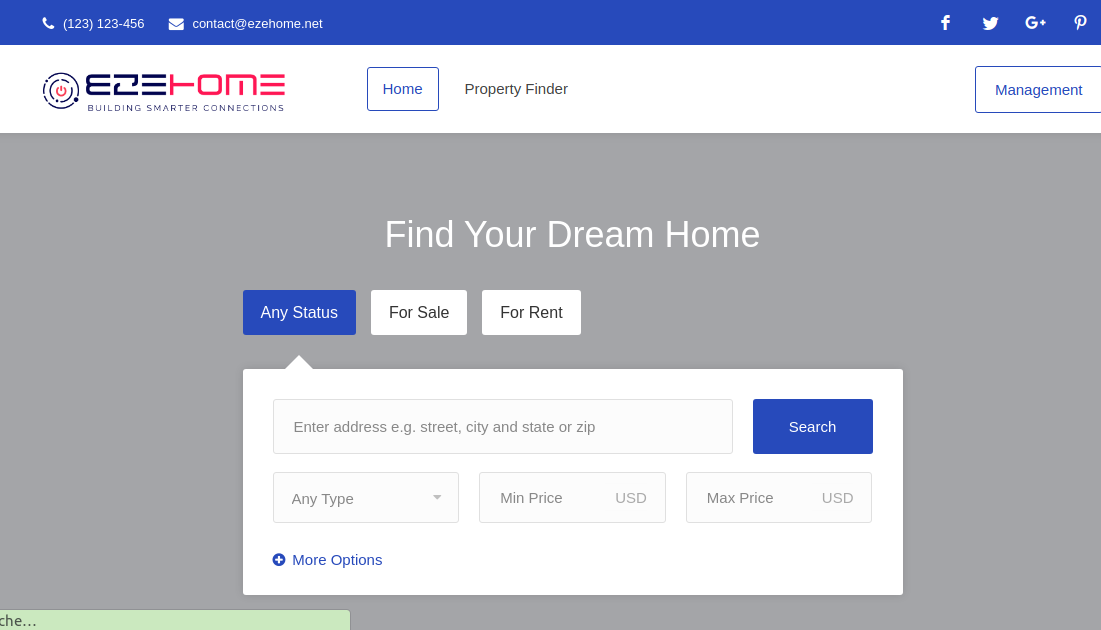 (123) 123-456 contact@ezehome.net
EZEHOME
BUILDING SMARTER CONNECTIONS
Home Property Finder Management
Find Your Dream Home
Any Status For Sale For Rent
Enter address e.g. street, city and state or zip Search
Any Type Min Price USD Max Price USD
More Options
che...